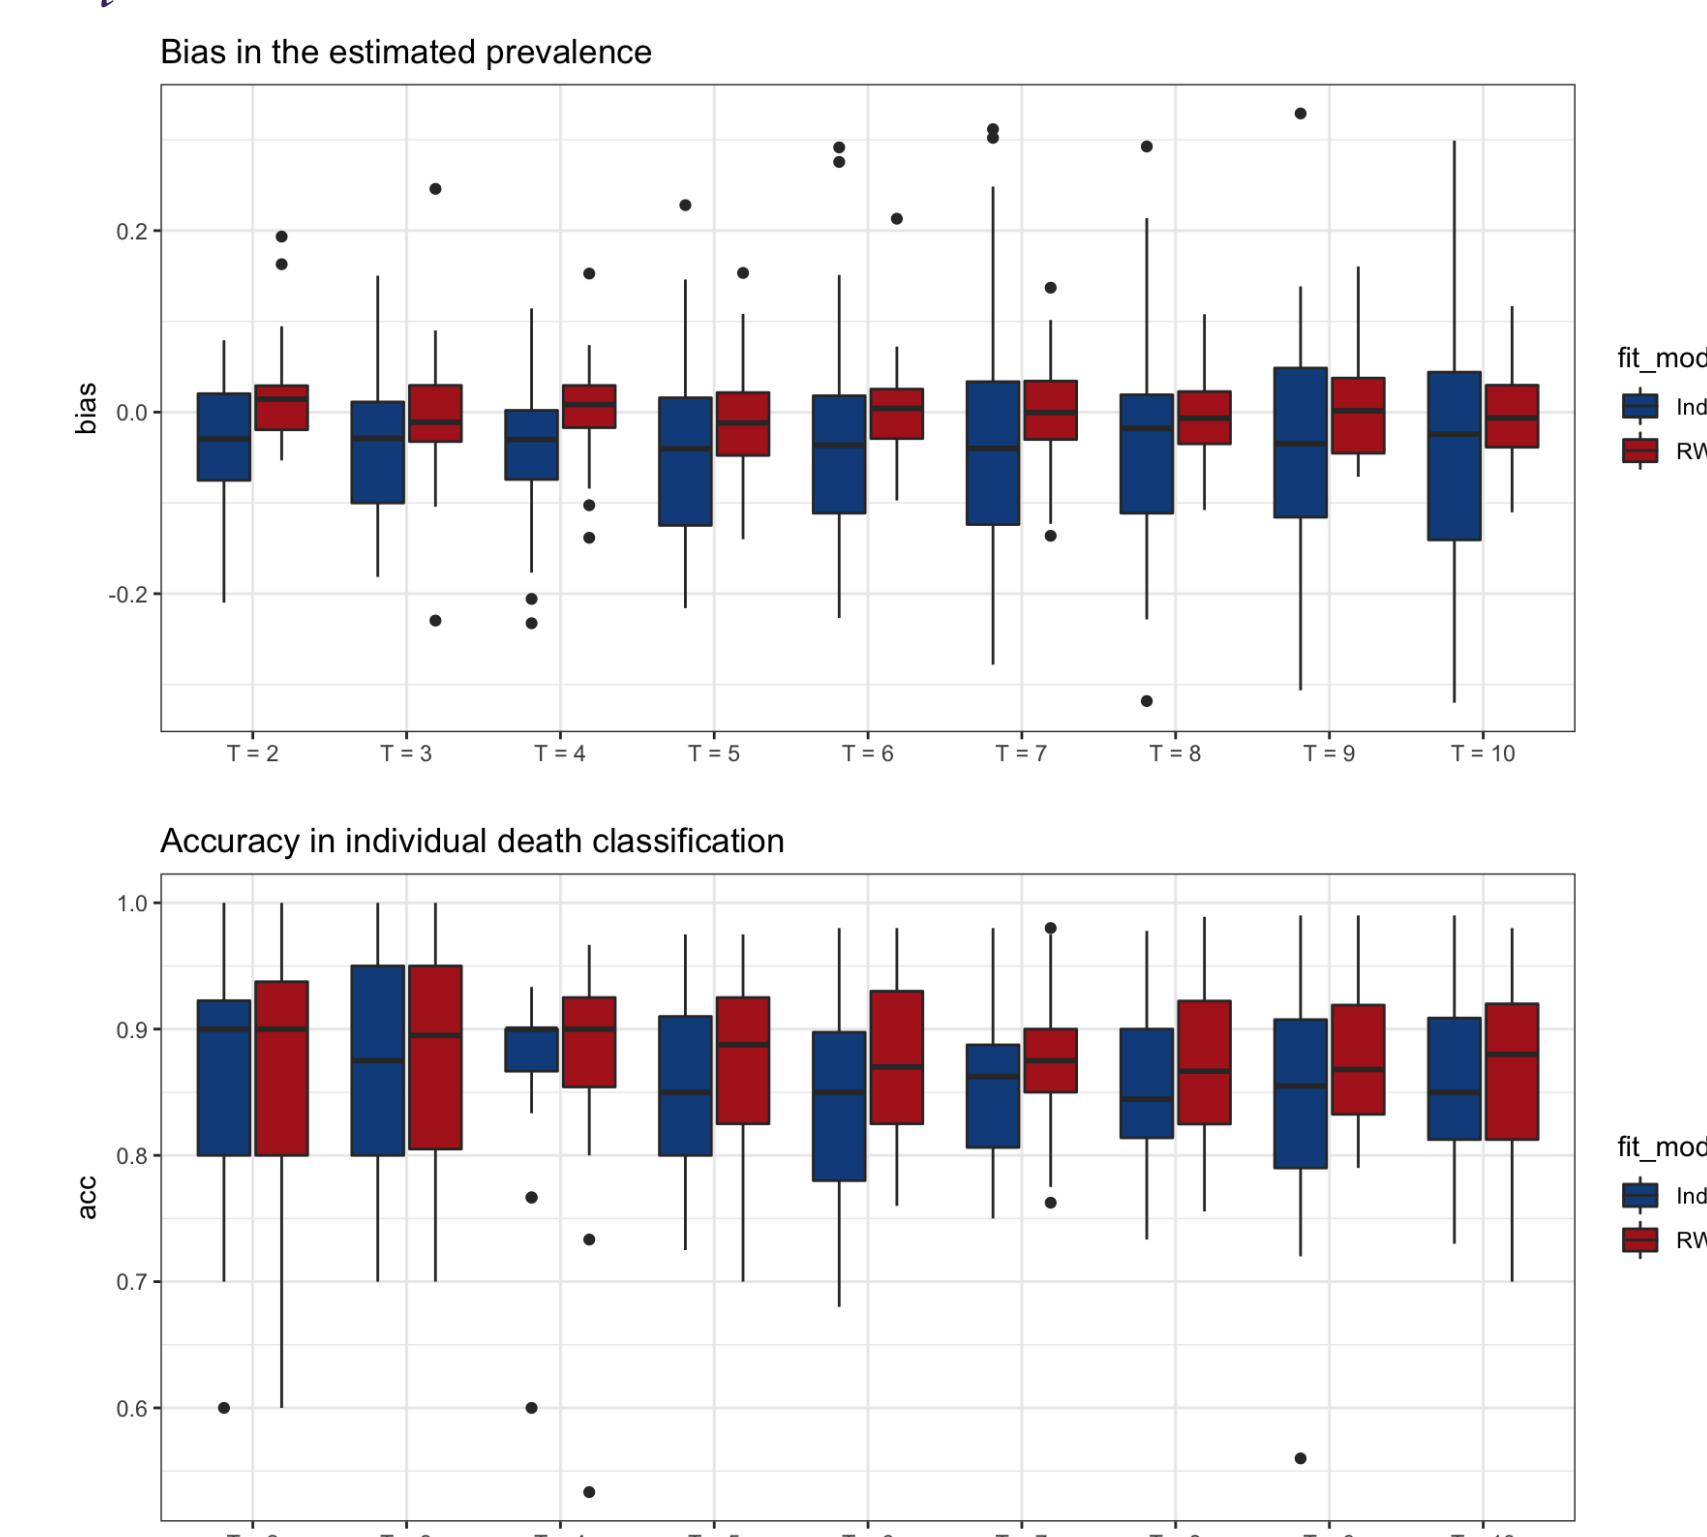 Bias in the estimated prevalence
0.2
0.0
-0.2
bias
T = 2 T = 3 T = 4 T = 5 T = 6 T = 7 T = 8 T = 9 T = 10
fit_mod
Ind
RW
Accuracy in individual death classification
1.0
0.9
0.8
0.7
0.6
acc
fit_mod
Ind
RW